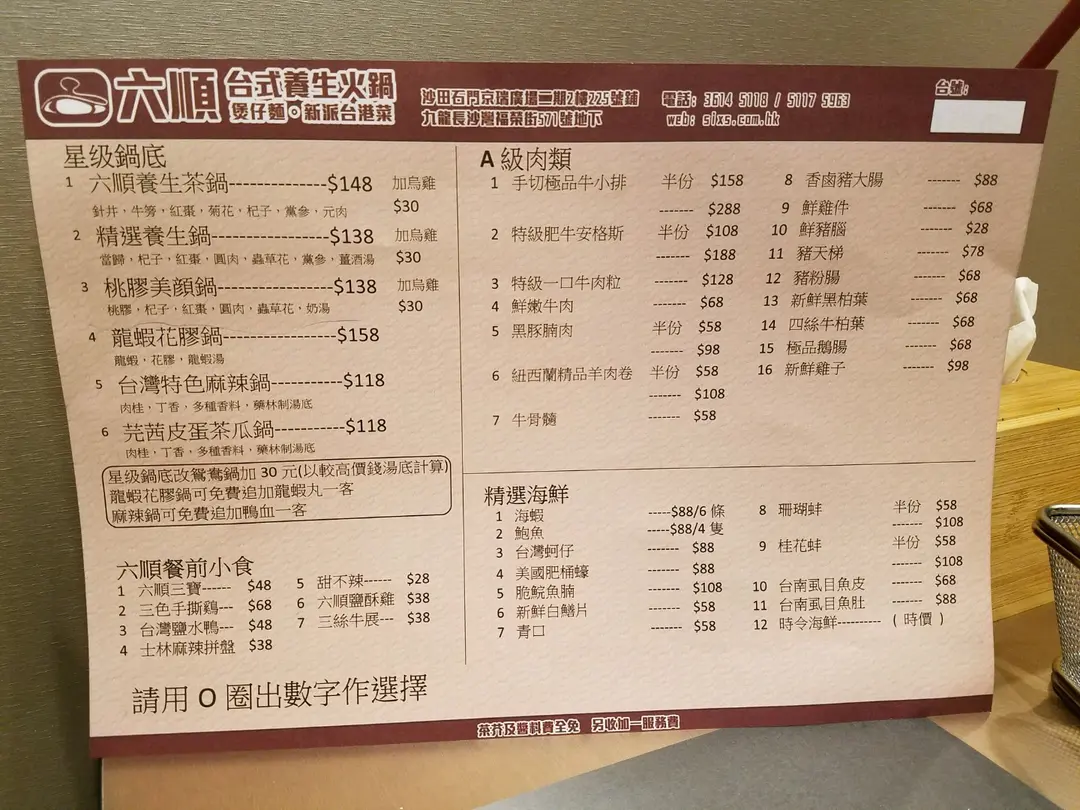 六順 台式養生火鍋
煲仔麵 新派台港菜
沙田石門京瑞廣場二期2樓225號鋪
九龍長沙灣福榮街571號地下
電話: 3614 5118 / 5117 5963
web: sixs.com.hk
台號:
星级鍋底
1 六順養生茶鍋--------------$148 加烏雞
針井，牛蒡，紅棗，菊花，杞子，黨參，元肉 $30
2 精選養生鍋-----------------$138 加烏雞
當歸，杞子，紅棗，圓肉，蟲草花，黨參，薑酒湯 $30
3 桃膠美顏鍋-----------------$138 加烏雞
桃膠，杞子，紅棗，圓肉，蟲草花，奶湯 $30
4 龍蝦花膠鍋-----------------$158
龍蝦，花膠，龍蝦湯
5 台灣特色麻辣鍋-----------$118
肉桂，丁香，多種香料，藥林制湯底
6 芫茜皮蛋茶瓜鍋----------$118
肉桂，丁香，多種香料，藥林制湯底
星级鍋底改鴛鴦鍋加 30 元(以較高價錢湯底計算)
龍蝦花膠鍋可免費追加龍蝦丸一客
麻辣鍋可免費追加鴨血一客
六順餐前小食
1 六順三寶------ $48
2 三色手撕鷄--- $68
3 台灣鹽水鴨--- $48
4 士林麻辣拼盤 $38
5 甜不辣------ $28
6 六順鹽酥雞 $38
7 三絲牛展--- $38
請用 O 圈出數字作選擇
A 級肉類
1 手切極品牛小排 半份 $158
------- $288
2 特級肥牛安格斯 半份 $108
------- $188
3 特級一口牛肉粒 ------- $128
4 鮮嫩牛肉 ------- $68
5 黑豚腩肉 半份 $58
------- $98
6 紐西蘭精品羊肉卷 半份 $58
------- $108
7 牛骨髓 ------- $58
8 香鹵豬大腸 ------- $88
9 鮮雞件 ------- $68
10 鮮豬腦 ------- $28
11 豬天梯 ------- $78
12 豬粉腸 ------- $68
13 新鮮黑柏葉 ------- $68
14 四絲牛柏葉 ------- $68
15 極品鵝腸 ------- $68
16 新鮮雞子 ------- $98
精選海鮮
1 海蝦 -----$88/6 條
2 鮑魚 -----$88/4 隻
3 台灣蚵仔 ------- $88
4 美國肥桶蠔 ------- $88
5 脆鯇魚腩 ------- $108
6 新鮮白鱔片 ------- $58
7 青口 ------- $58
8 珊瑚蚌 半份 $58
------- $108
9 桂花蚌 半份 $58
------- $108
10 台南虱目魚皮 ------- $68
11 台南虱目魚肚 ------- $88
12 時令海鮮---------- ( 時價 )
茶芥及醬料費全免 另收加一服務費